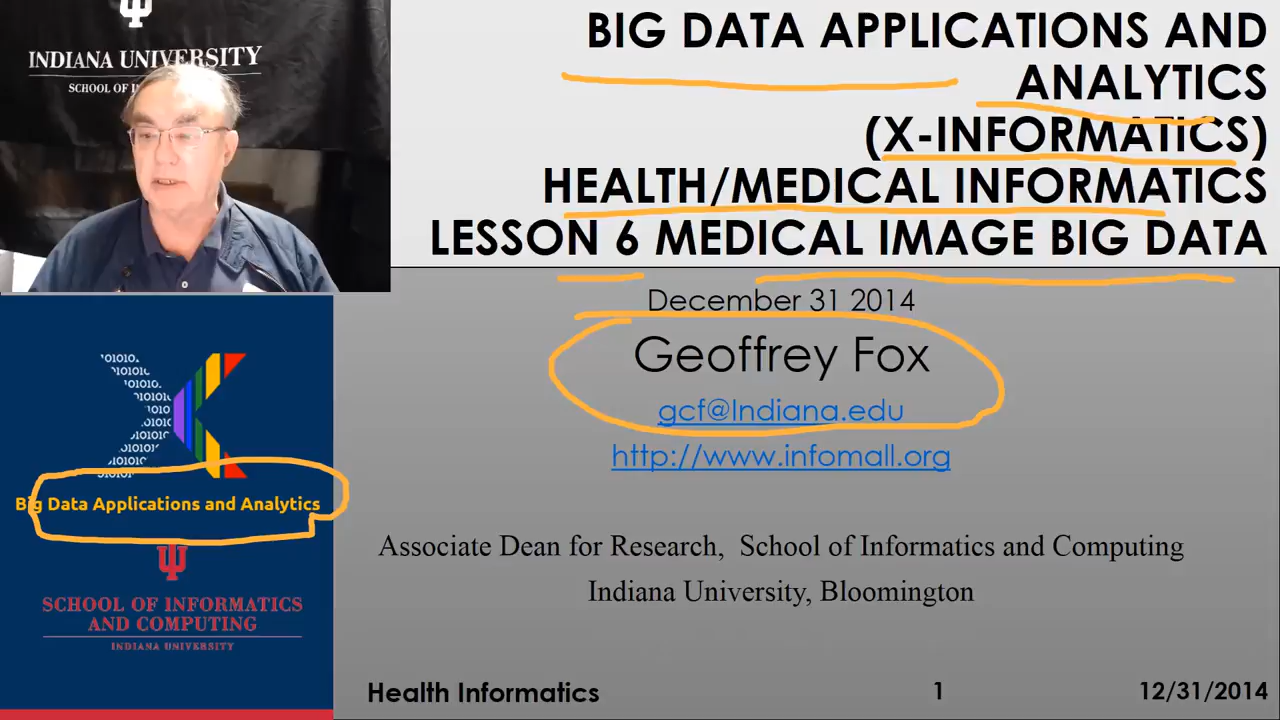 INDIANA UNIVERSITY
SCHOOL OF
BIG DATA APPLICATIONS AND
ANALYTICS
(X-INFORMATICS)
HEALTH/MEDICAL INFORMATICS
LESSON 6 MEDICAL IMAGE BIG DATA
December 31 2014
Geoffrey Fox
gcf@Indiana.edu
http://www.infomall.org
Associate Dean for Research, School of Informatics and Computing
Indiana University, Bloomington
Big Data Applications and Analytics
SCHOOL OF INFORMATICS
AND COMPUTING
INDIANA UNIVERSITY
Health Informatics 1 12/31/2014